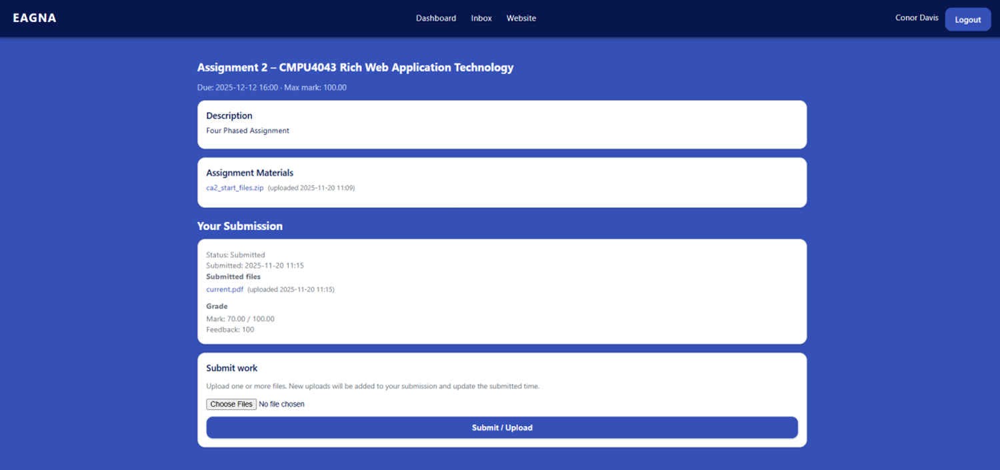 EAGNA
Dashboard Inbox Website
Conor Davis Logout
Assignment 2 – CMPU4043 Rich Web Application Technology
Due: 2025-12-12 16:00 · Max mark: 100.00
Description
Four Phased Assignment
Assignment Materials
ca2_start_files.zip (uploaded 2025-11-20 11:09)
Your Submission
Status: Submitted
Submitted: 2025-11-20 11:15
Submitted files
current.pdf (uploaded 2025-11-20 11:15)
Grade
Mark: 70.00 / 100.00
Feedback: 100
Submit work
Upload one or more files. New uploads will be added to your submission and update the submitted time.
Choose Files No file chosen
Submit / Upload